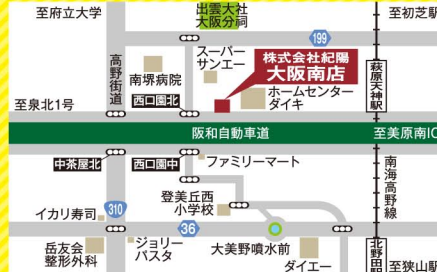 至府立大学
出雲大社
大阪分祠
至初芝駅
199
高野街道
スーパー
サンエー
株式会社紀陽
大阪南店
南堺病院
萩原天神駅
ホームセンター
ダイキ
西口園北
至泉北1号
阪和自動車道
至美原南IC
中茶屋北
西口園中
ファミリーマート
南海高野線
登美丘西
小学校
310
イカリ寿司
36
大美野噴水前
岳友会
整形外科
ジョリー
パスタ
ダイエー
北野田駅
至狭山駅